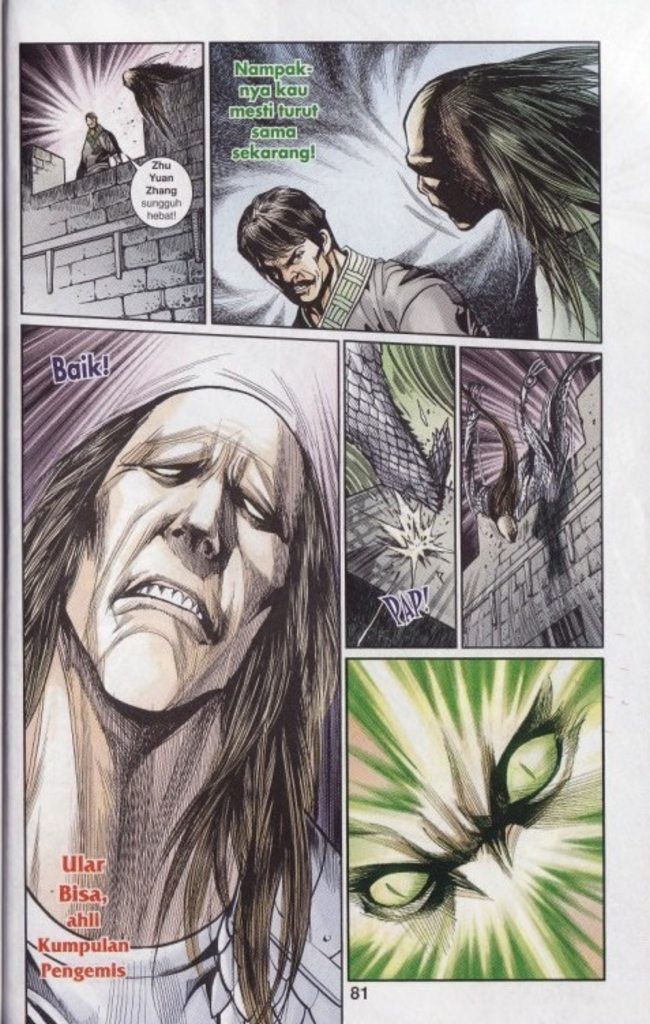 Zhu
Yuan
Zhang
sungguh
hebat!
Nampak-
nya kau
mesti turut
sama
sekarang!
Baik!
PAP!
Ular
Bisa,
ahli
Kumpulan
Pengemis
81